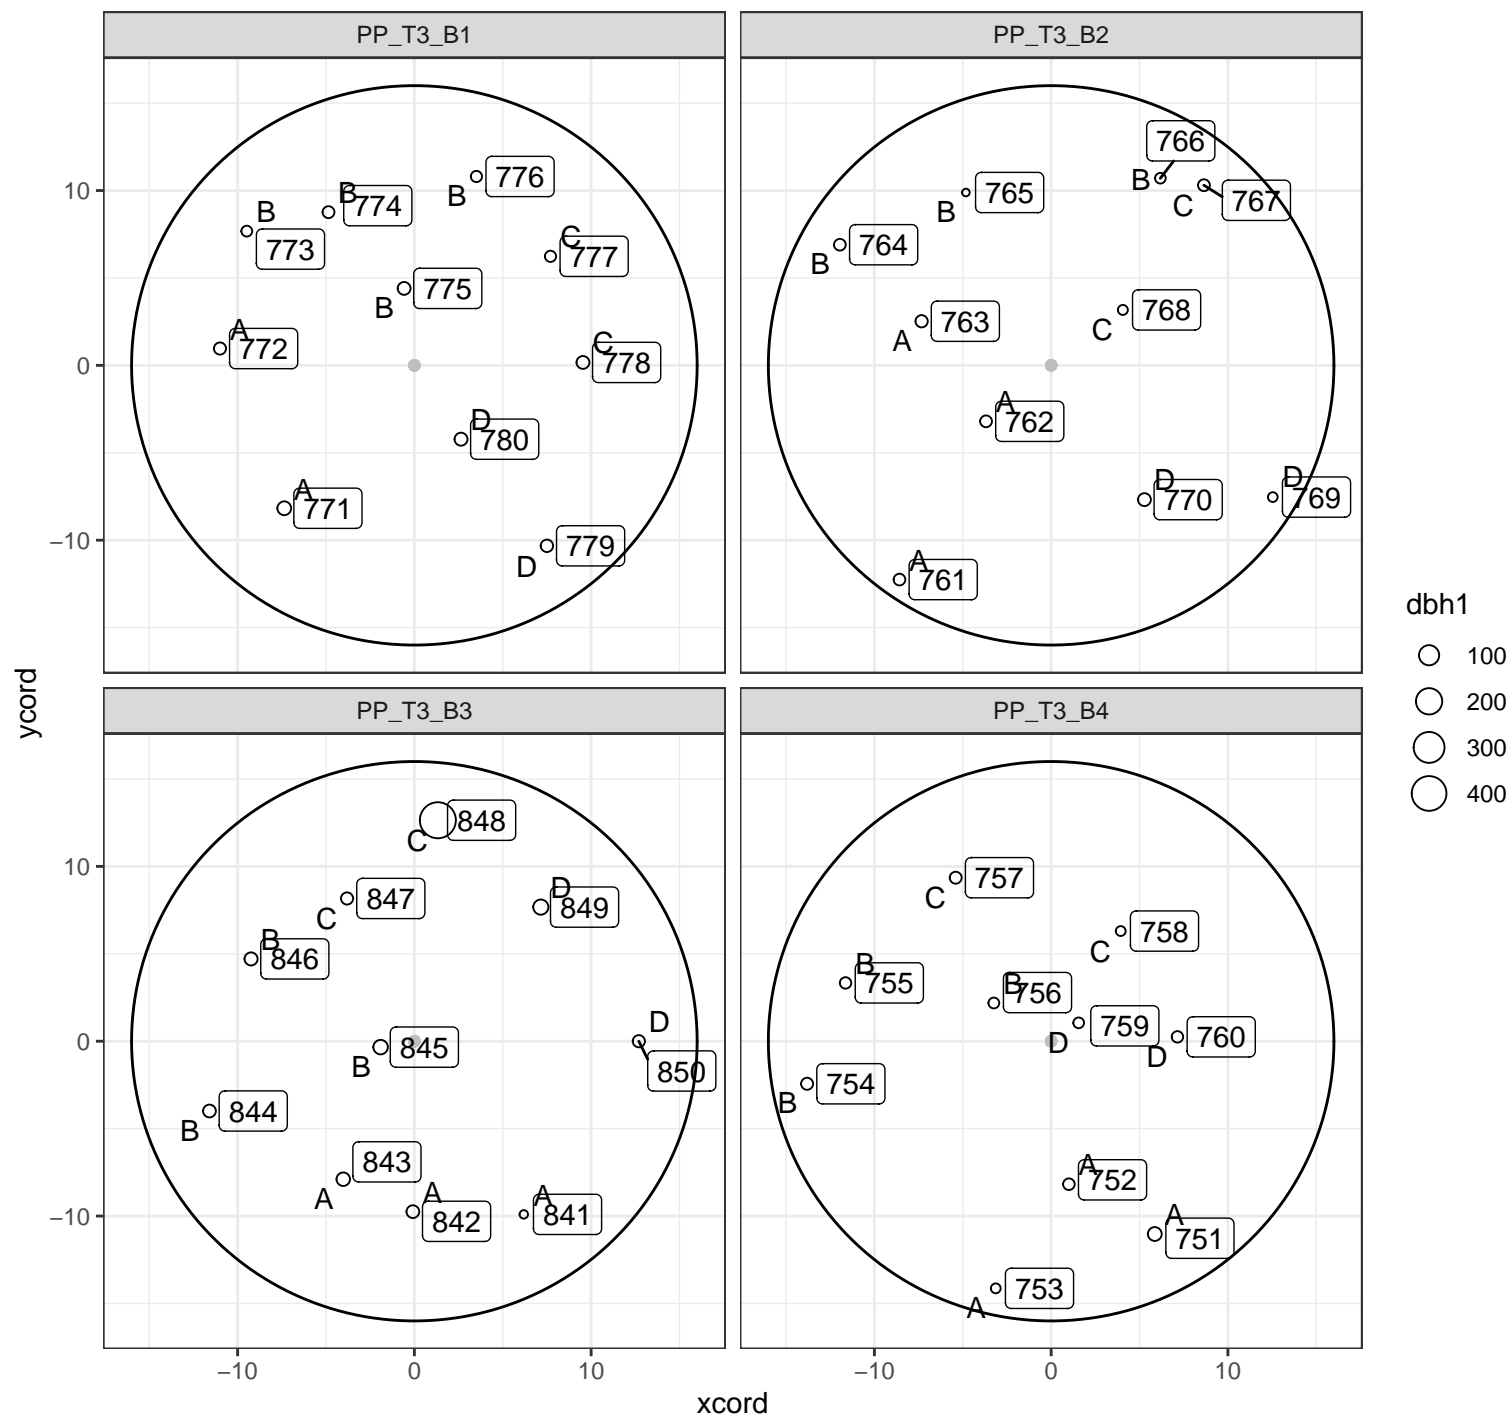 PP_T3_B1
PP_T3_B2
B
776
B
774
B
B
773
C
777
775
B
A
772
C
778
D
780
A
771
779
D
766
B
767
C
765
B
764
B
763
A
768
C
A
762
D
770
D
769
A
761
10
0
−10
PP_T3_B3
PP_T3_B4
848
C
D
849
847
C
B
846
D
850
845
B
844
B
843
A
A
842
A
841
757
C
758
C
B
755
B
756
759
D
760
D
754
B
A
752
A
751
753
A
10
0
−10
−10
0
10
−10
0
10
xcord
ycord
dbh1
100
200
300
400